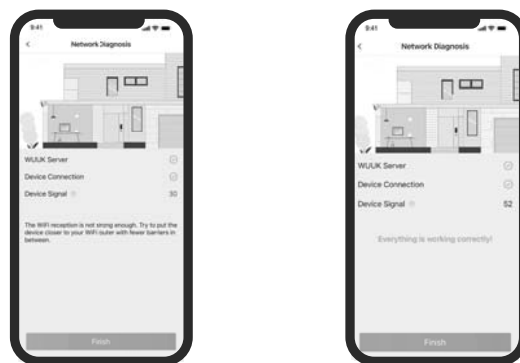 9:41
Network Diagnosis
WUUK Server
Device Connection
Device Signal 30
The WiFi reception is not strong enough. Try to put the
device closer to your WiFi outer with fewer barriers in
between.
Finish
9:41
Network Diagnosis
WUUK Server
Device Connection
Device Signal 52
Everything is working correctly!
Finish